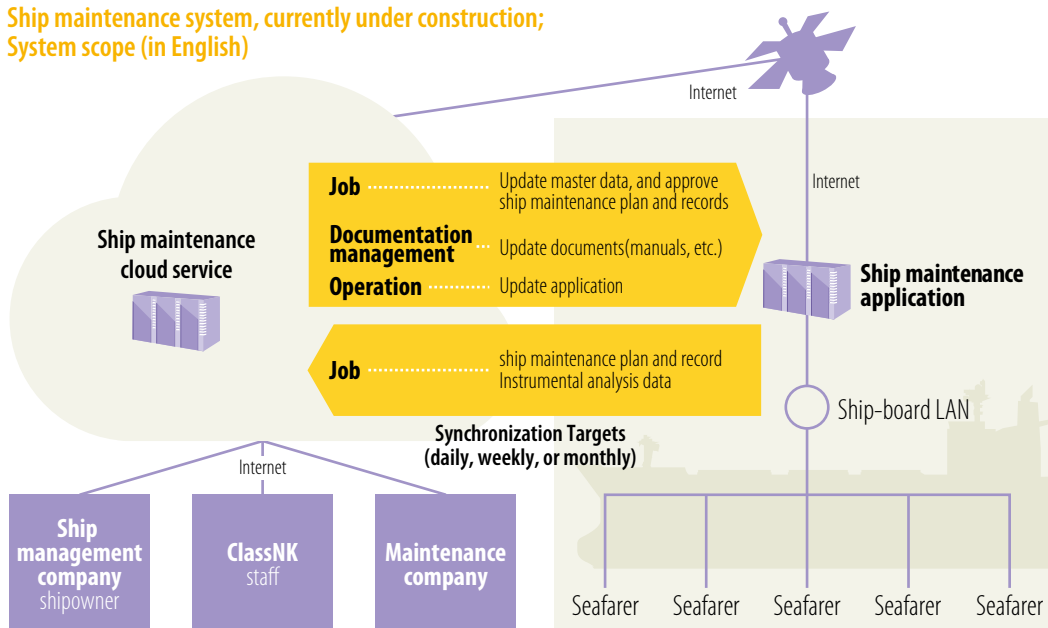 Ship maintenance system, currently under construction;
System scope (in English)
Internet
Internet
Ship maintenance
cloud service
Job
Update master data, and approve
ship maintenance plan and records
Documentation
management
Update documents(manuals, etc.)
Operation
Update application
Ship maintenance
application
Job
ship maintenance plan and record
Instrumental analysis data
Ship-board LAN
Synchronization Targets
(daily, weekly, or monthly)
Internet
Ship
management
company
shipowner
ClassNK
staff
Maintenance
company
Seafarer
Seafarer
Seafarer
Seafarer
Seafarer